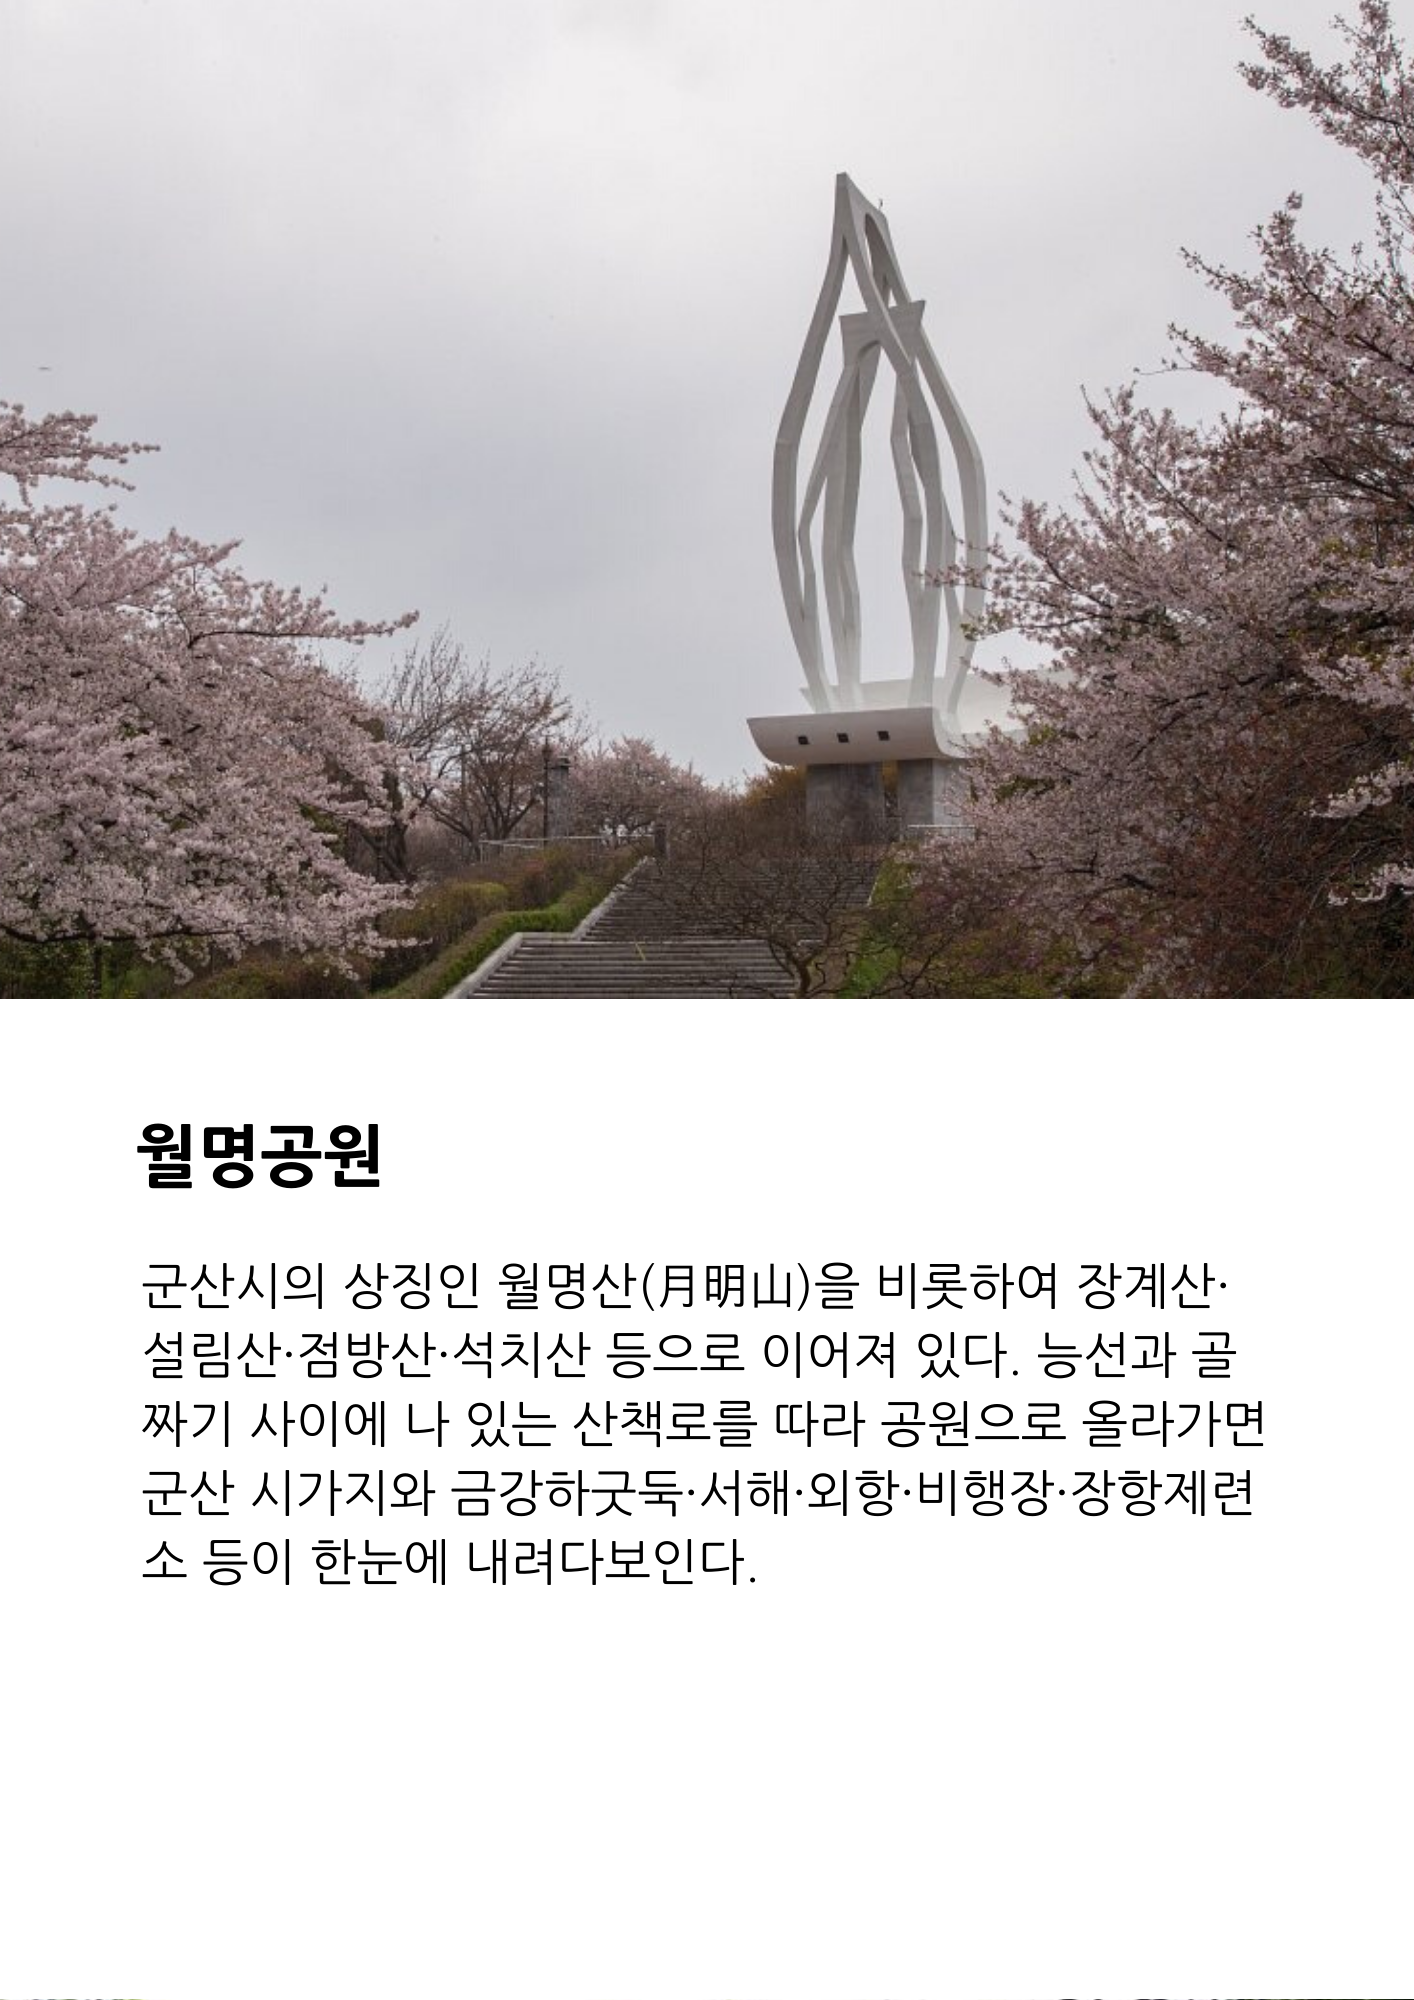 월명공원
군산시의 상징인 월명산(月明山)을 비롯하여 장계산·
설림산·점방산·석치산 등으로 이어져 있다. 능선과 골
짜기 사이에 나 있는 산책로를 따라 공원으로 올라가면
군산 시가지와 금강하굿둑·서해·외항·비행장·장항제련
소 등이 한눈에 내려다보인다.